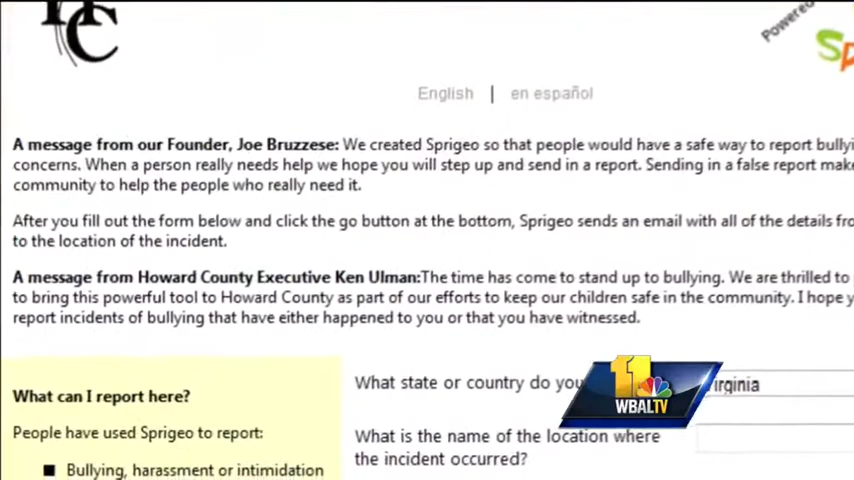 HC
Powered
Sp
English | en español
A message from our Founder, Joe Bruzzese: We created Sprigeo so that people would have a safe way to report bullyi
concerns. When a person really needs help we hope you will step up and send in a report. Sending in a false report make
community to help the people who really need it.
After you fill out the form below and click the go button at the bottom, Sprigeo sends an email with all of the details fro
to the location of the incident.
A message from Howard County Executive Ken Ulman:The time has come to stand up to bullying. We are thrilled to
to bring this powerful tool to Howard County as part of our efforts to keep our children safe in the community. I hope y
report incidents of bullying that have either happened to you or that you have witnessed.
What can I report here?
People have used Sprigeo to report:
■ Bullying, harassment or intimidation
What state or country do you
irginia
What is the name of the location where
the incident occurred?
11
WBALTV